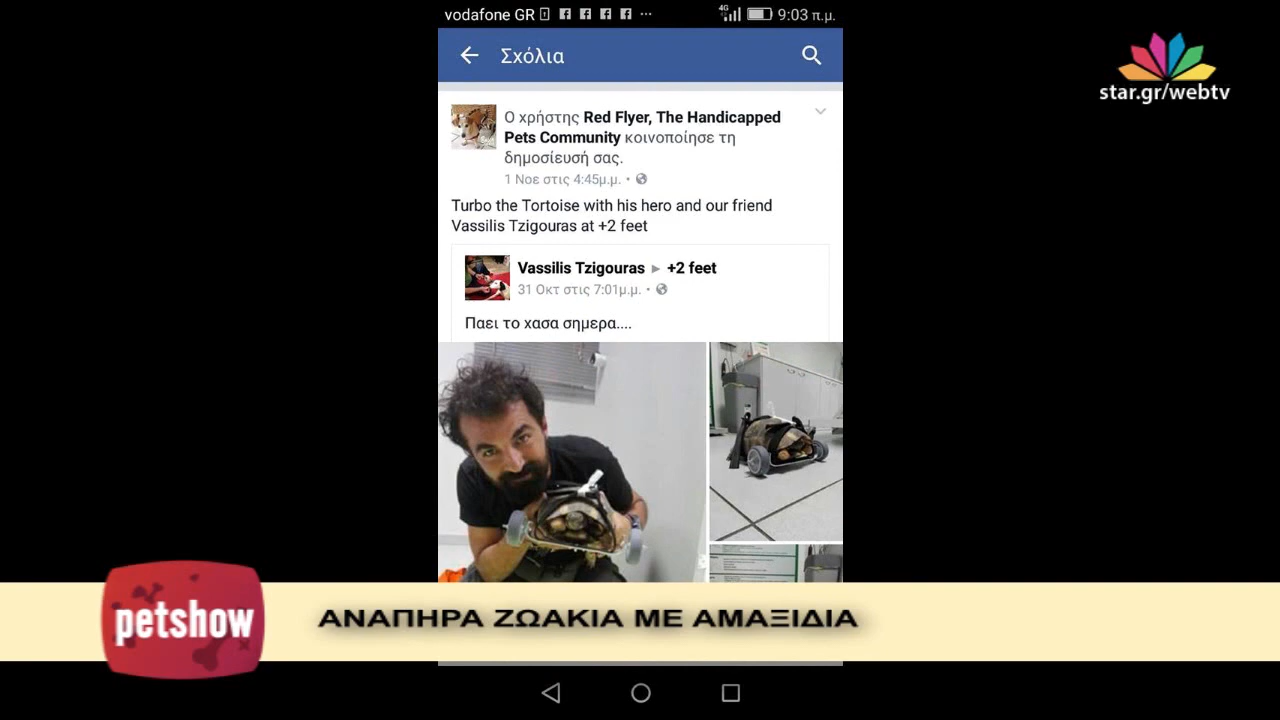 vodafone GR
4G
9:03 π.μ.
Σχόλια
star.gr/webtv
Ο χρήστης Red Flyer, The Handicapped
Pets Community κοινοποίησε τη
δημοσίευσή σας.
1 Νοε στις 4:45μ.μ. •
Turbo the Tortoise with his hero and our friend
Vassilis Tzigouras at +2 feet
Vassilis Tzigouras ▸ +2 feet
31 Οκτ στις 7:01μ.μ. •
Παει το χασα σημερα....
petshow
ΑΝΑΠΗΡΑ ΖΩΑΚΙΑ ΜΕ ΑΜΑΞΙΔΙΑ